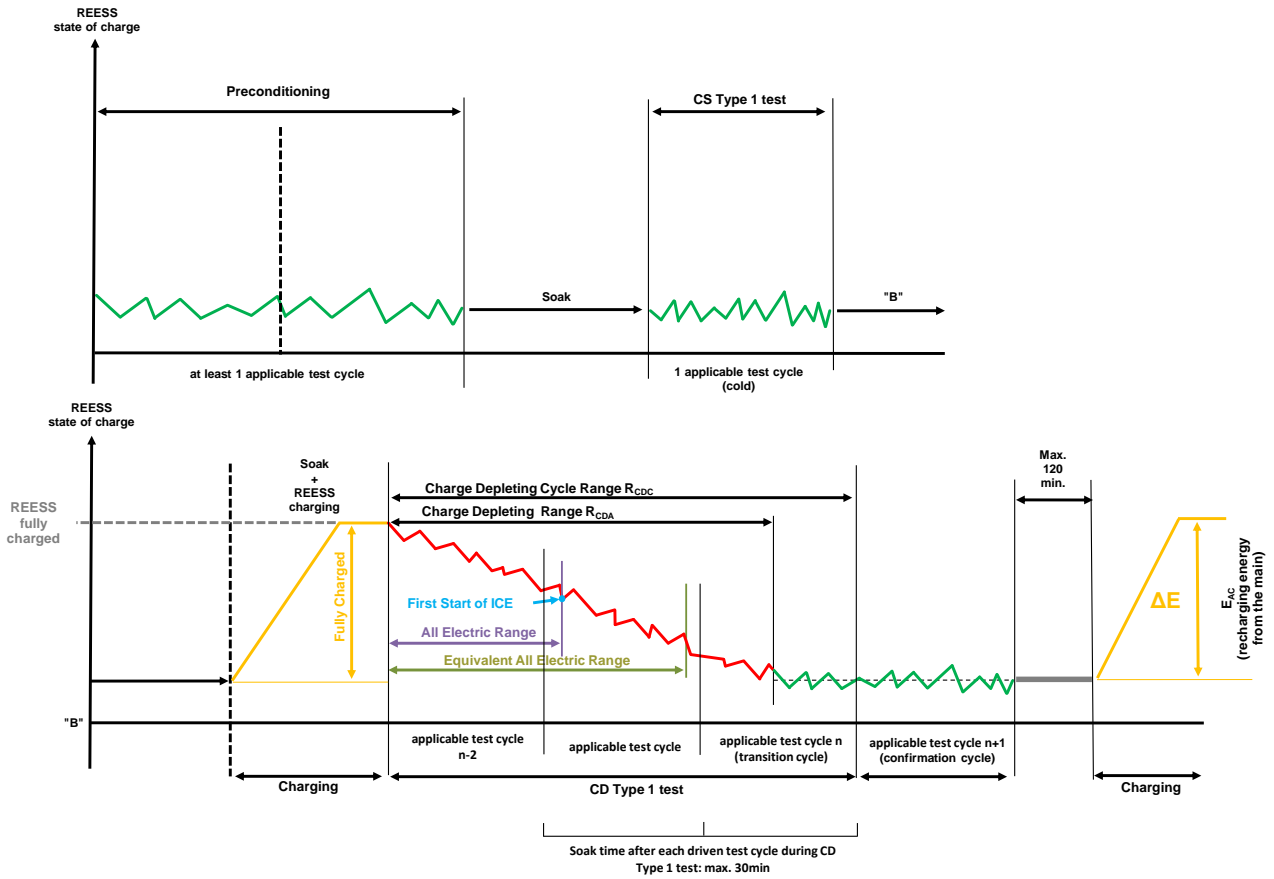 REESS
state of charge
Preconditioning
CS Type 1 test
Soak
"B"
at least 1 applicable test cycle
1 applicable test cycle
(cold)
REESS
state of charge
Soak
+
REESS
charging
Max.
120
min.
REESS
fully
charged
Charge Depleting Cycle Range RCDC
Charge Depleting Range RCDA
Fully Charged
First Start of ICE
All Electric Range
Equivalent All Electric Range
ΔE
EAC
(recharging energy
from the main)
"B"
applicable test cycle
n-2
applicable test cycle
applicable test cycle n
(transition cycle)
applicable test cycle n+1
(confirmation cycle)
Charging
CD Type 1 test
Charging
Soak time after each driven test cycle during CD
Type 1 test: max. 30min